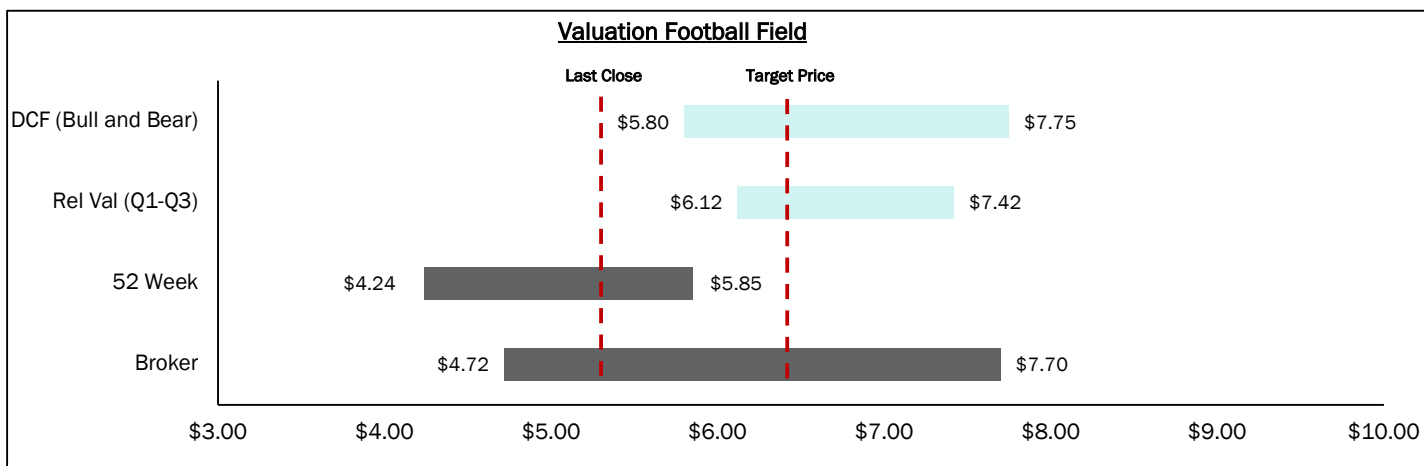 Valuation Football Field
Last Close Target Price
DCF (Bull and Bear) $5.80 $7.75
Rel Val (Q1-Q3) $6.12 $7.42
52 Week $4.24 $5.85
Broker $4.72 $7.70
$3.00 $4.00 $5.00 $6.00 $7.00 $8.00 $9.00 $10.00